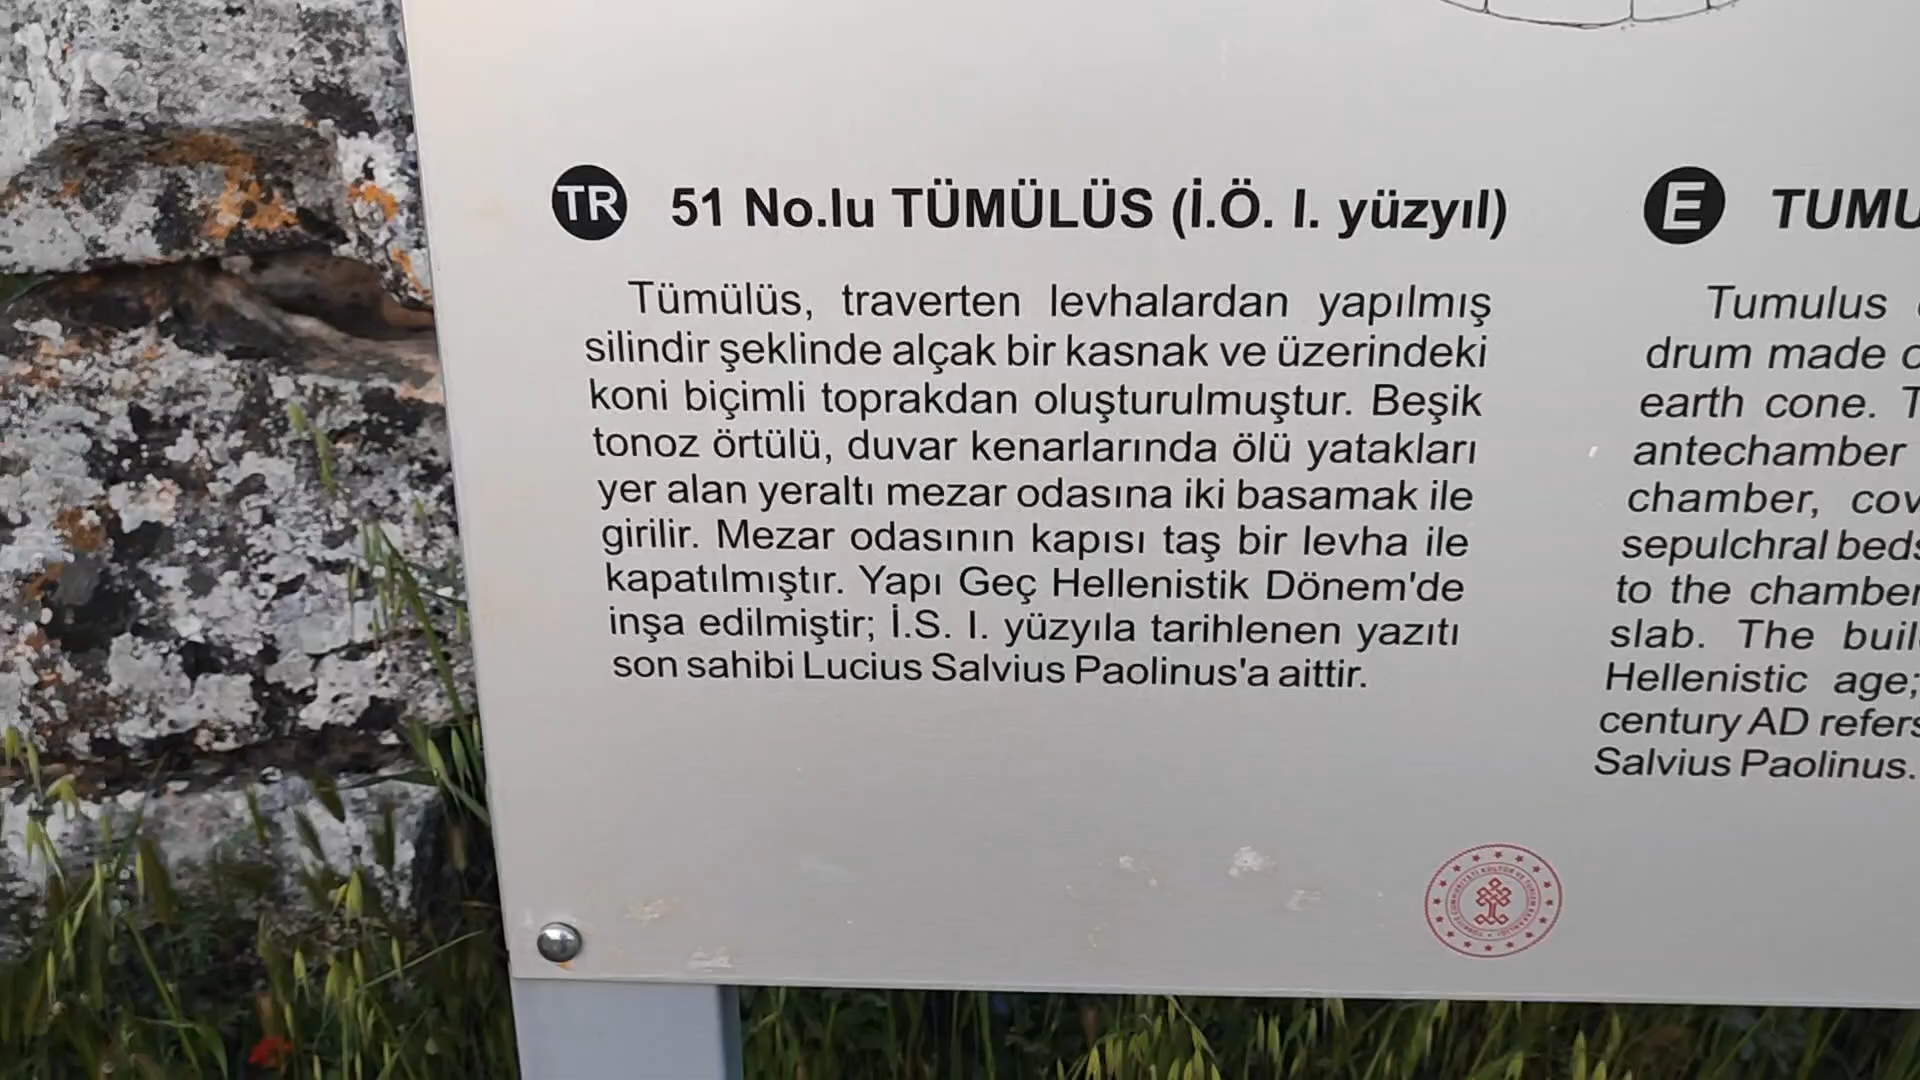 TR 51 No.lu TÜMÜLÜS (İ.Ö. I. yüzyıl)
Tümülüs, traverten levhalardan yapılmış
silindir şeklinde alçak bir kasnak ve üzerindeki
koni biçimli toprakdan oluşturulmuştur. Beşik
tonoz örtülü, duvar kenarlarında ölü yatakları
yer alan yeraltı mezar odasına iki basamak ile
girilir. Mezar odasının kapısı taş bir levha ile
kapatılmıştır. Yapı Geç Hellenistik Dönem'de
inşa edilmiştir; İ.S. I. yüzyıla tarihlenen yazıtı
son sahibi Lucius Salvius Paolinus'a aittir.
E
Tumulus
drum made
earth cone.
antechamber
chamber,
sepulchral beds
to the chamber
slab. The
Hellenistic age;
century AD refers
Salvius Paolinus.